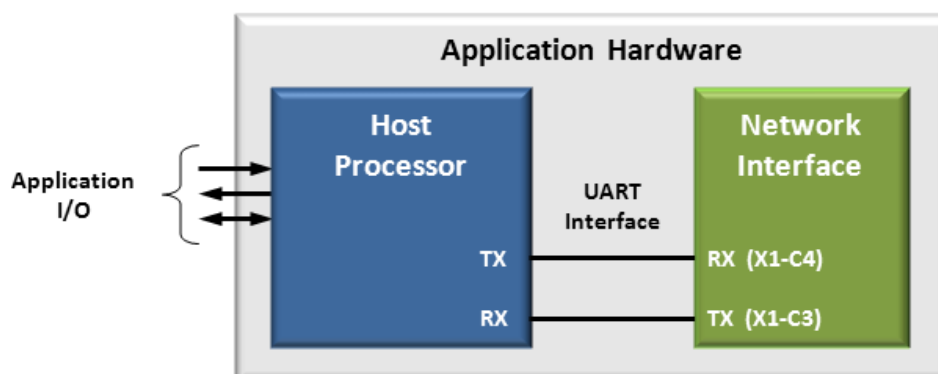 Application Hardware
Host
Processor
Network
Interface
Application
I/O
UART
Interface
TX
RX (X1-C4)
RX
TX (X1-C3)